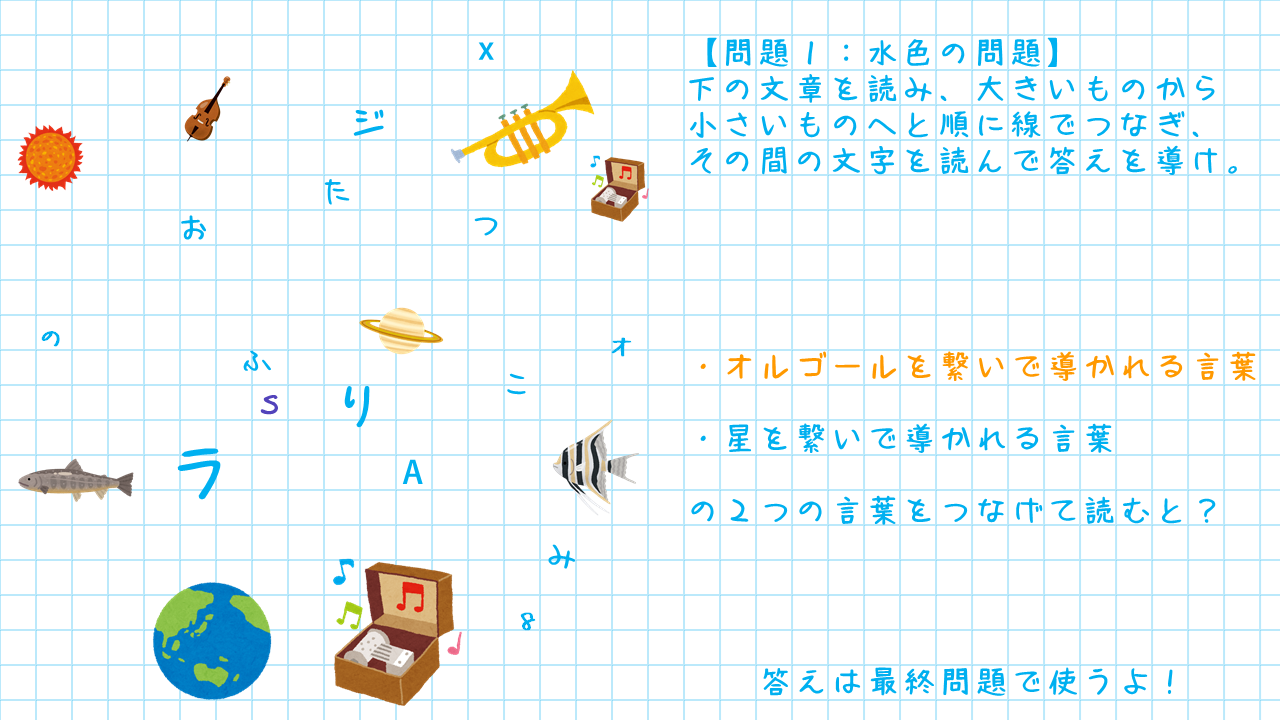 【問題１：水色の問題】
下の文章を読み、大きいものから
小さいものへと順に線でつなぎ、
その間の文字を読んで答えを導け。
・オルゴールを繋いで導かれる言葉
・星を繋いで導かれる言葉
の２つの言葉をつなげて読むと？
答えは最終問題で使うよ！
X
ジ
た
お
つ
の
ふ
オ
S
り
こ
ラ
A
み
8